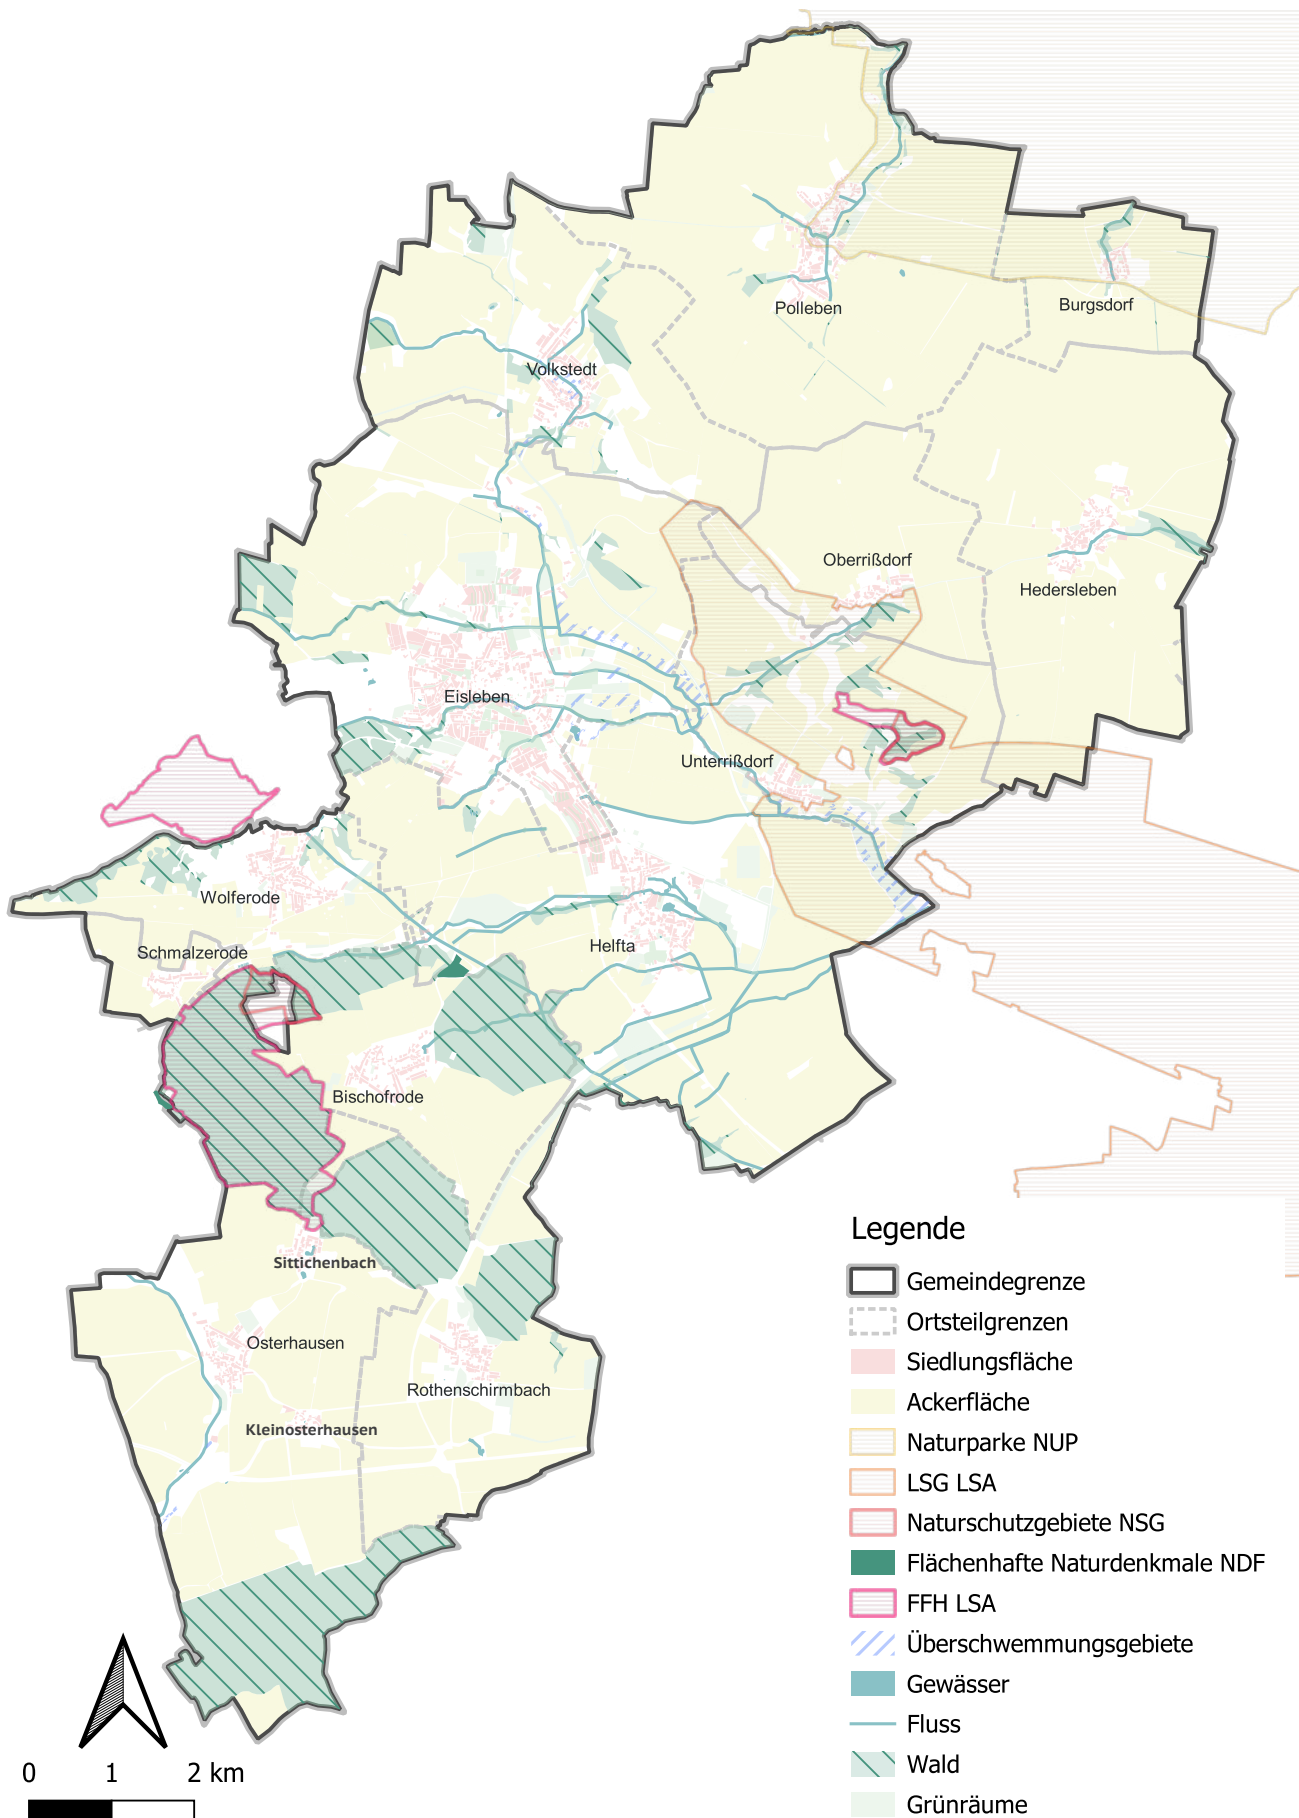 Polleben
Burgsdorf
Volkstedt
Oberrißdorf
Hedersleben
Eisleben
Unterrißdorf
Wolferode
Helfta
Schmalzerode
Bischofrode
Sittichenbach
Osterhausen
Rothenschirmbach
Kleinosterhausen
Legende
Gemeindegrenze
Ortsteilgrenzen
Siedlungsfläche
Ackerfläche
Naturparke NUP
LSG LSA
Naturschutzgebiete NSG
Flächenhafte Naturdenkmale NDF
FFH LSA
Überschwemmungsgebiete
Gewässer
Fluss
Wald
Grünräume
0 1 2 km